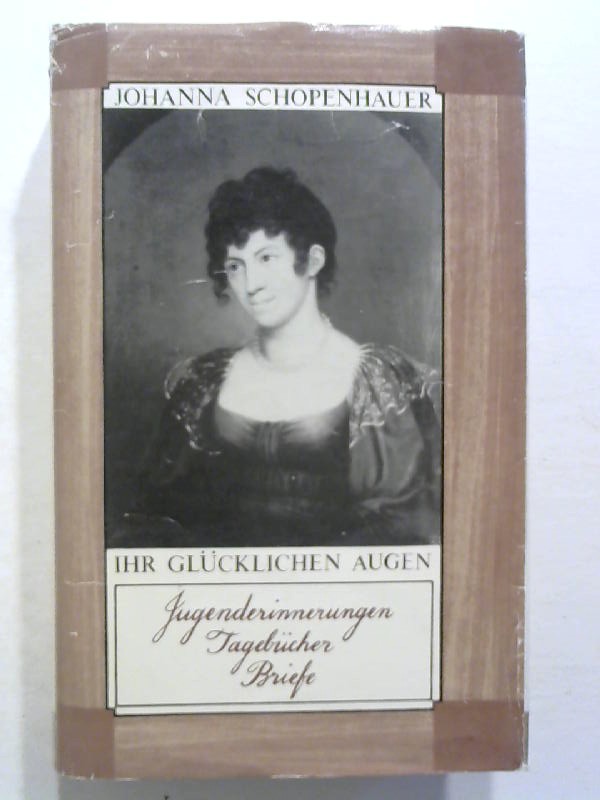 JOHANNA SCHOPENHAUER
IHR GLÜCKLICHEN AUGEN
Jugenderinnerungen
Tagebücher
Briefe